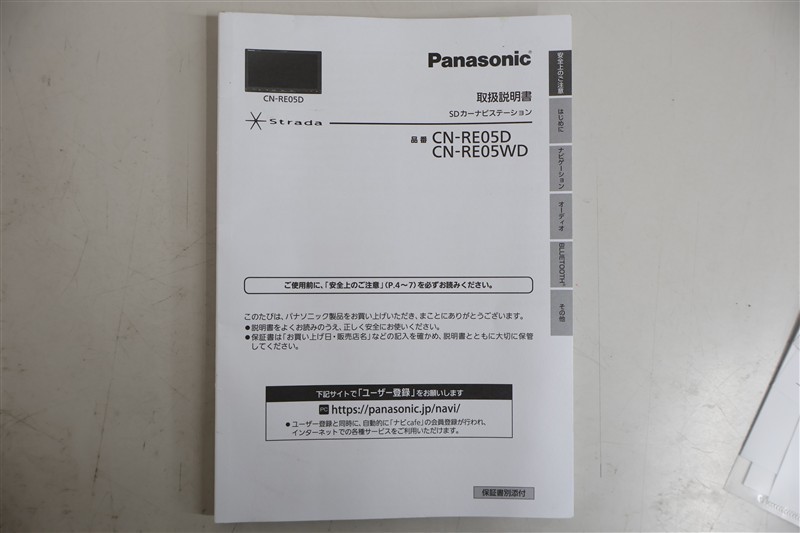 Panasonic
CN-RE05D
取扱説明書
SDカーナビステーション
Strada
品番 CN-RE05D
CN-RE05WD
安全上のご注意
はじめに
ナビゲーション
オーディオ
BLUETOOTH®
その他
ご使用前に、「安全上のご注意」(P.4～7)を必ずお読みください。
このたびは、パナソニック製品をお買い上げいただき、まことにありがとうございます。
●説明書をよくお読みのうえ、正しく安全にお使いください。
●保証書は「お買い上げ日・販売店名」などの記入を確かめ、説明書とともに大切に保管
してください。
下記サイトで「ユーザー登録」をお願いします
PC https://panasonic.jp/navi/
●ユーザー登録と同時に、自動的に「ナビcafe」の会員登録が行われ、
インターネットでの各種サービスをご利用いただけます。
保証書別添付